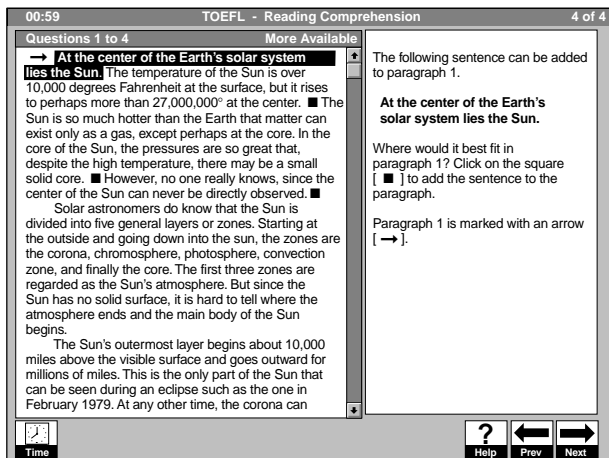 00:59 TOEFL - Reading Comprehension 4 of 4
Questions 1 to 4 More Available
→ At the center of the Earth's solar system
lies the Sun. The temperature of the Sun is over
10,000 degrees Fahrenheit at the surface, but it rises
to perhaps more than 27,000,000° at the center. ■ The
Sun is so much hotter than the Earth that matter can
exist only as a gas, except perhaps at the core. In the
core of the Sun, the pressures are so great that,
despite the high temperature, there may be a small
solid core. ■ However, no one really knows, since the
center of the Sun can never be directly observed. ■
Solar astronomers do know that the Sun is
divided into five general layers or zones. Starting at
the outside and going down into the sun, the zones are
the corona, chromosphere, photosphere, convection
zone, and finally the core. The first three zones are
regarded as the Sun's atmosphere. But since the
Sun has no solid surface, it is hard to tell where the
atmosphere ends and the main body of the Sun
begins.
The Sun's outermost layer begins about 10,000
miles above the visible surface and goes outward for
millions of miles. This is the only part of the Sun that
can be seen during an eclipse such as the one in
February 1979. At any other time, the corona can
The following sentence can be added
to paragraph 1.
At the center of the Earth's
solar system lies the Sun.
Where would it best fit in
paragraph 1? Click on the square
[ ■ ] to add the sentence to the
paragraph.
Paragraph 1 is marked with an arrow
[ → ].
Time
? Help Prev Next